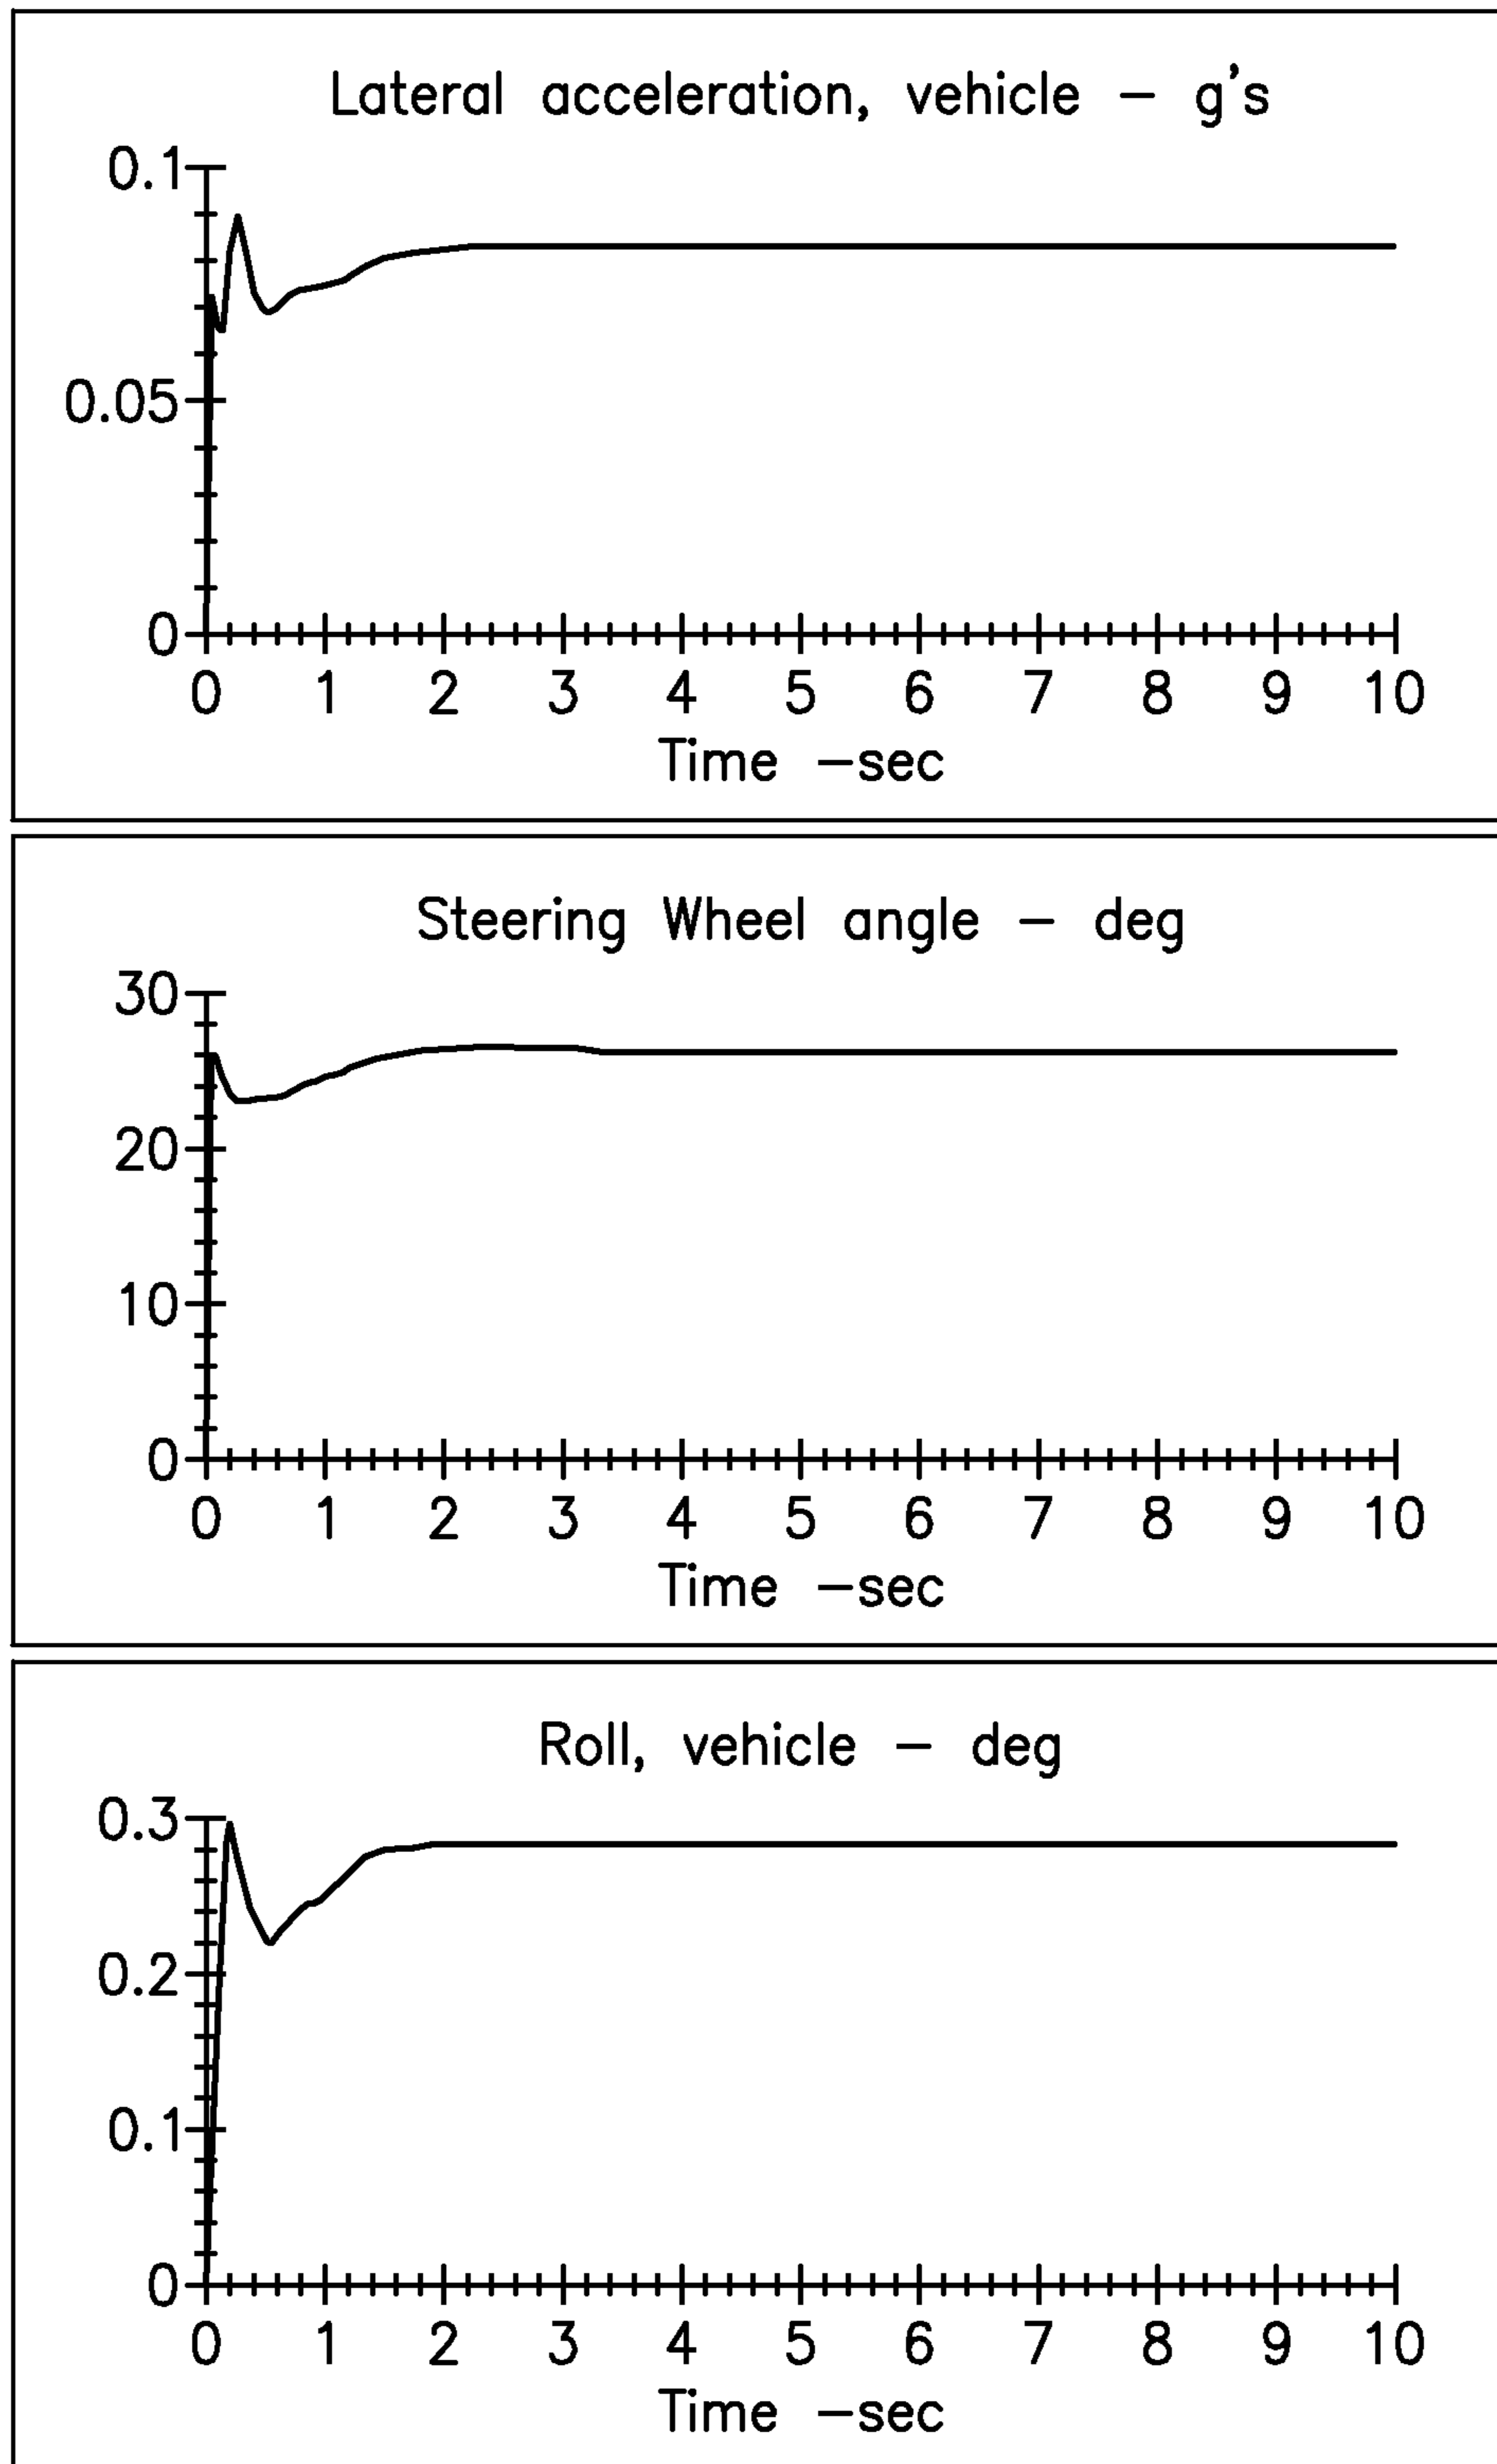 Lateral acceleration, vehicle – g's
0.1
0.05
0
0 1 2 3 4 5 6 7 8 9 10
Time –sec
Steering Wheel angle – deg
30
20
10
0
0 1 2 3 4 5 6 7 8 9 10
Time –sec
Roll, vehicle – deg
0.3
0.2
0.1
0
0 1 2 3 4 5 6 7 8 9 10
Time –sec